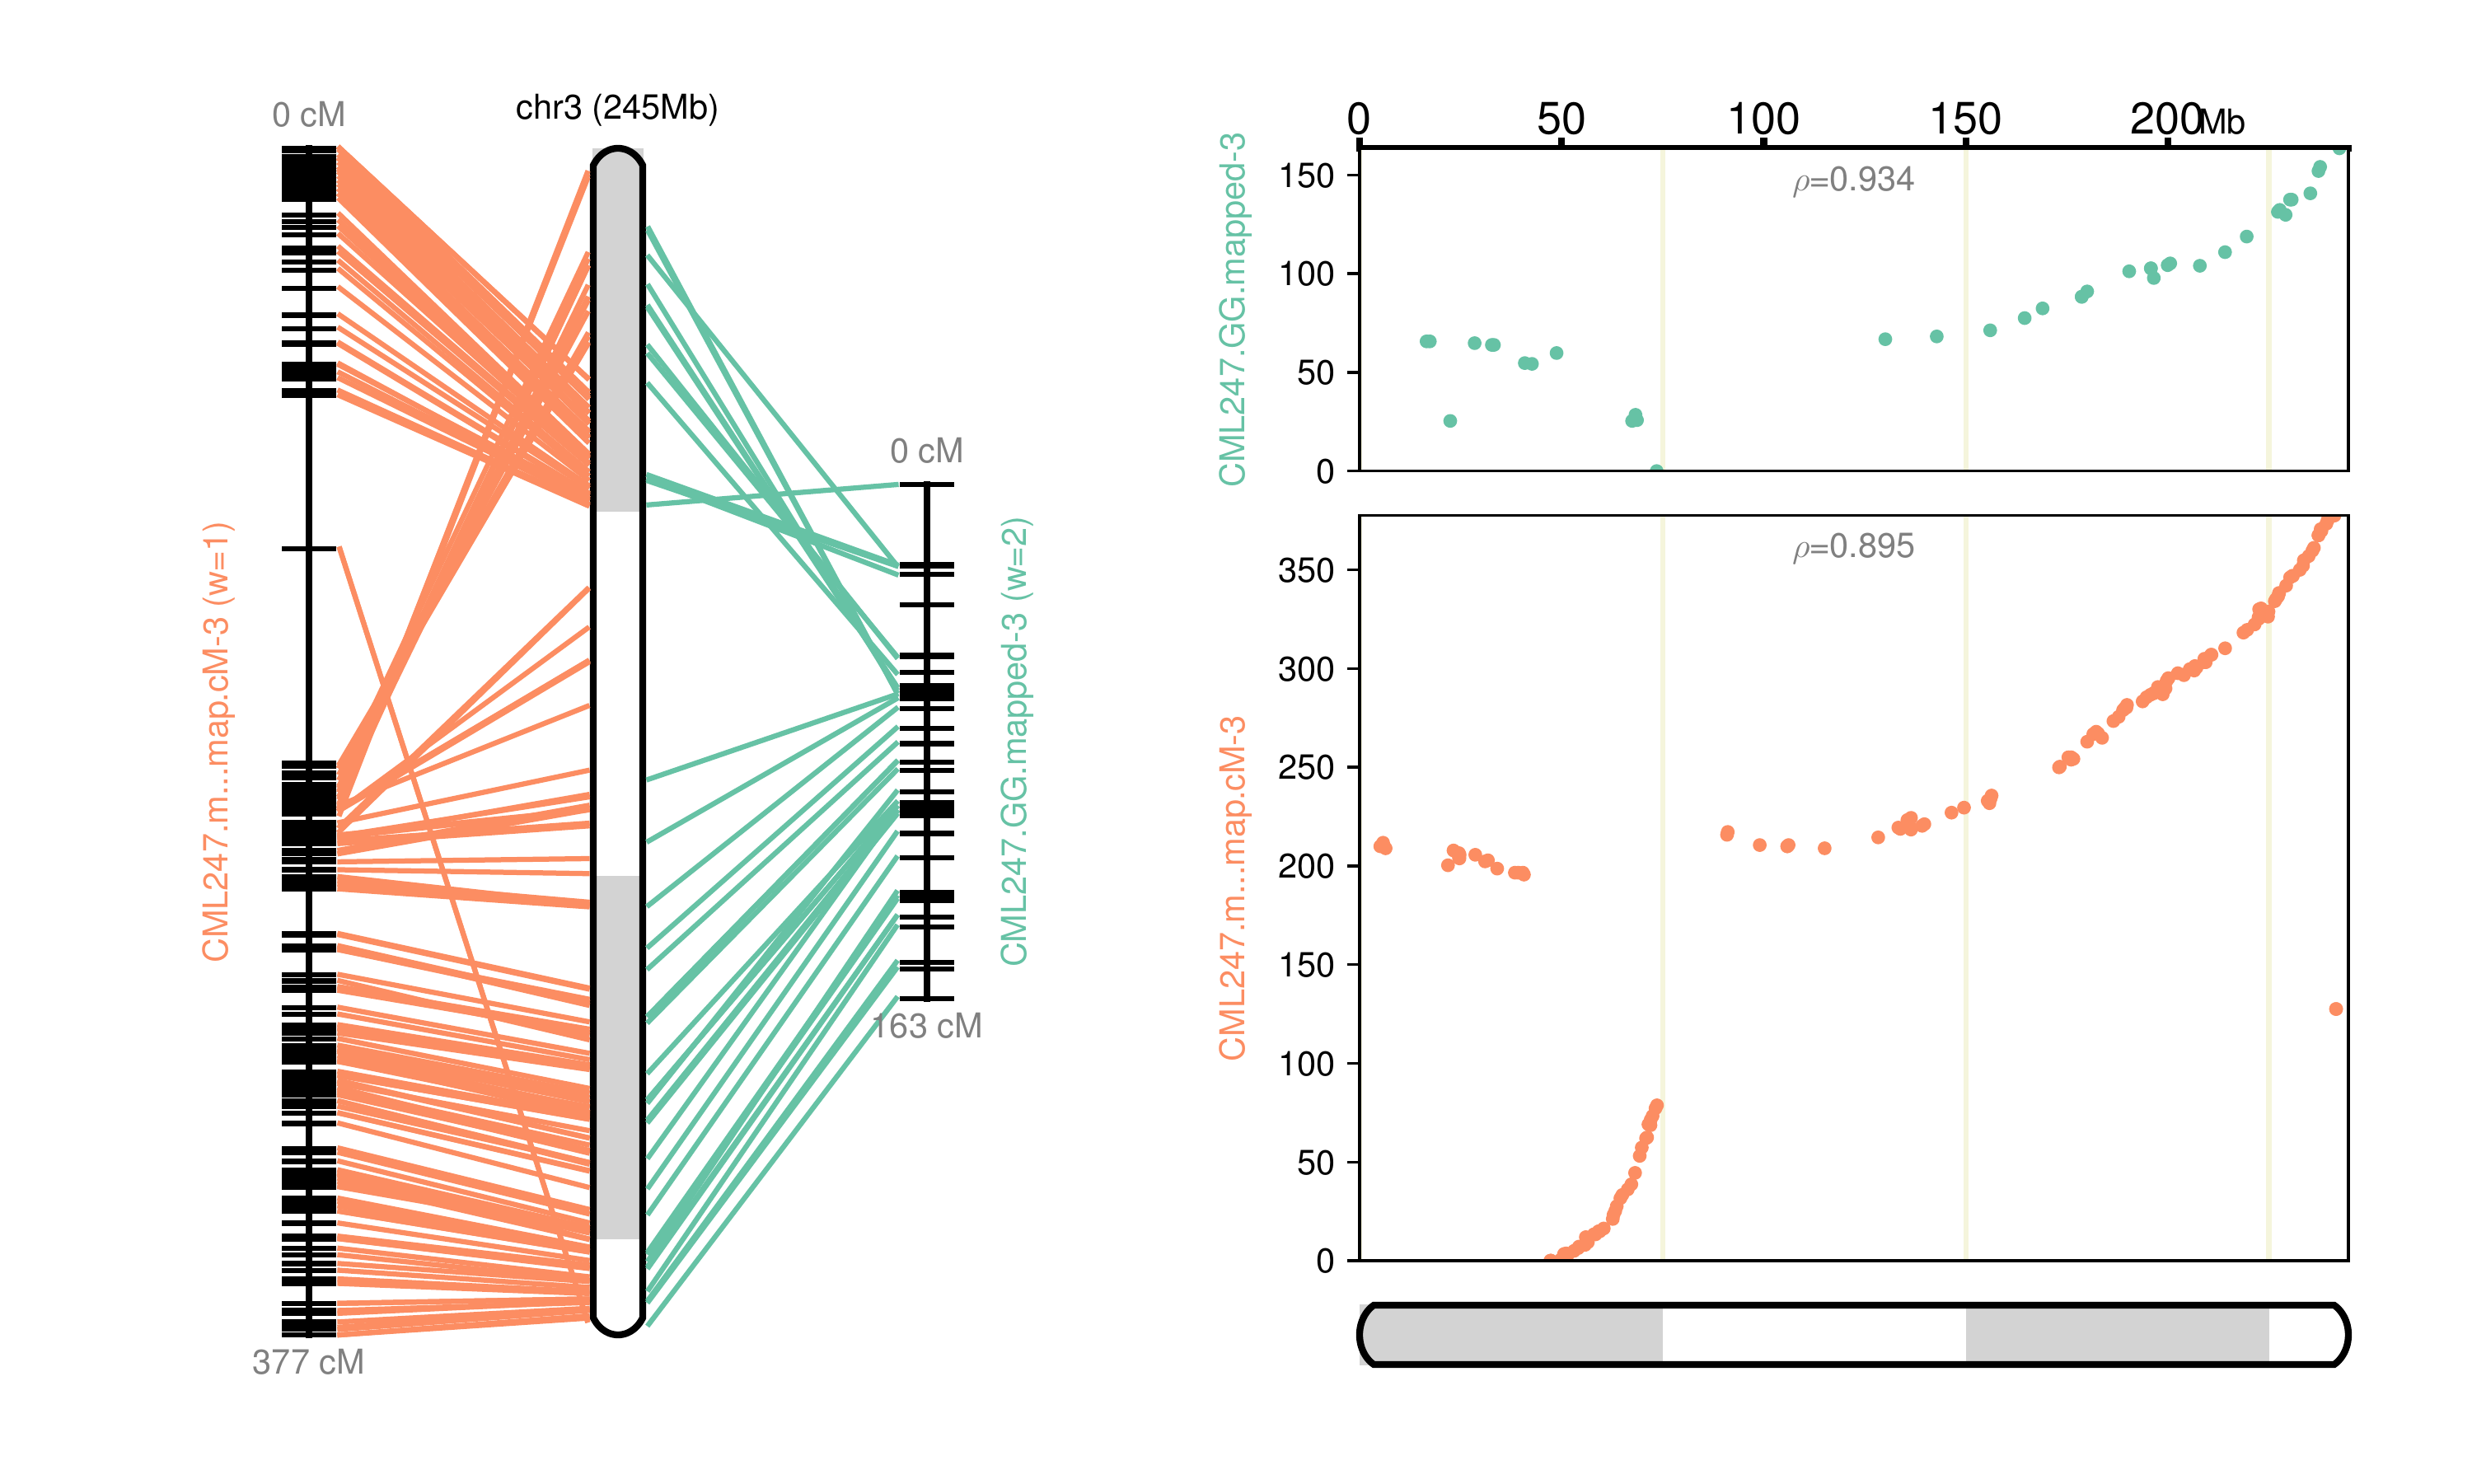 0 cM
chr3 (245Mb)
CML247.m...map.cM-3 (w=1)
377 cM
0 cM
CML247.GG.mapped-3 (w=2)
163 cM
0 50 100 150 200 Mb
CML247.GG.mapped-3
ρ=0.934
150
100
50
0
CML247.m...map.cM-3
ρ=0.895
350
300
250
200
150
100
50
0